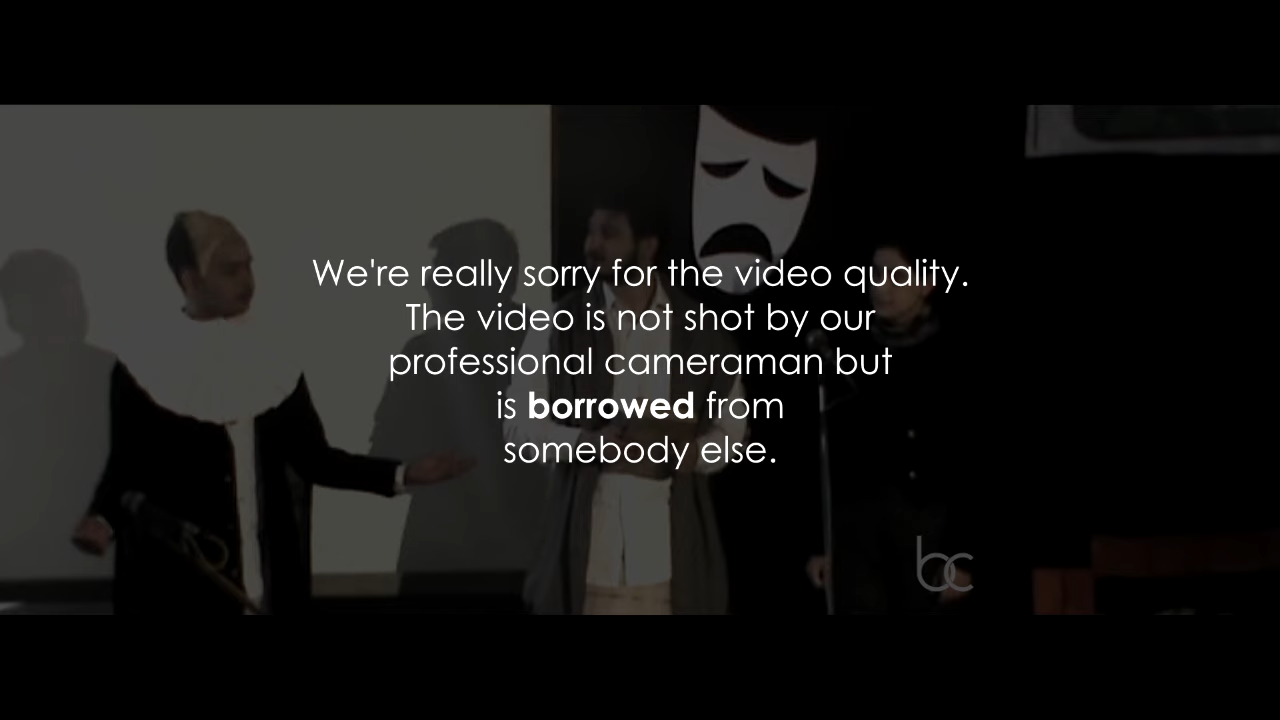 We're really sorry for the video quality.
The video is not shot by our
professional cameraman but
is borrowed from
somebody else.
bc